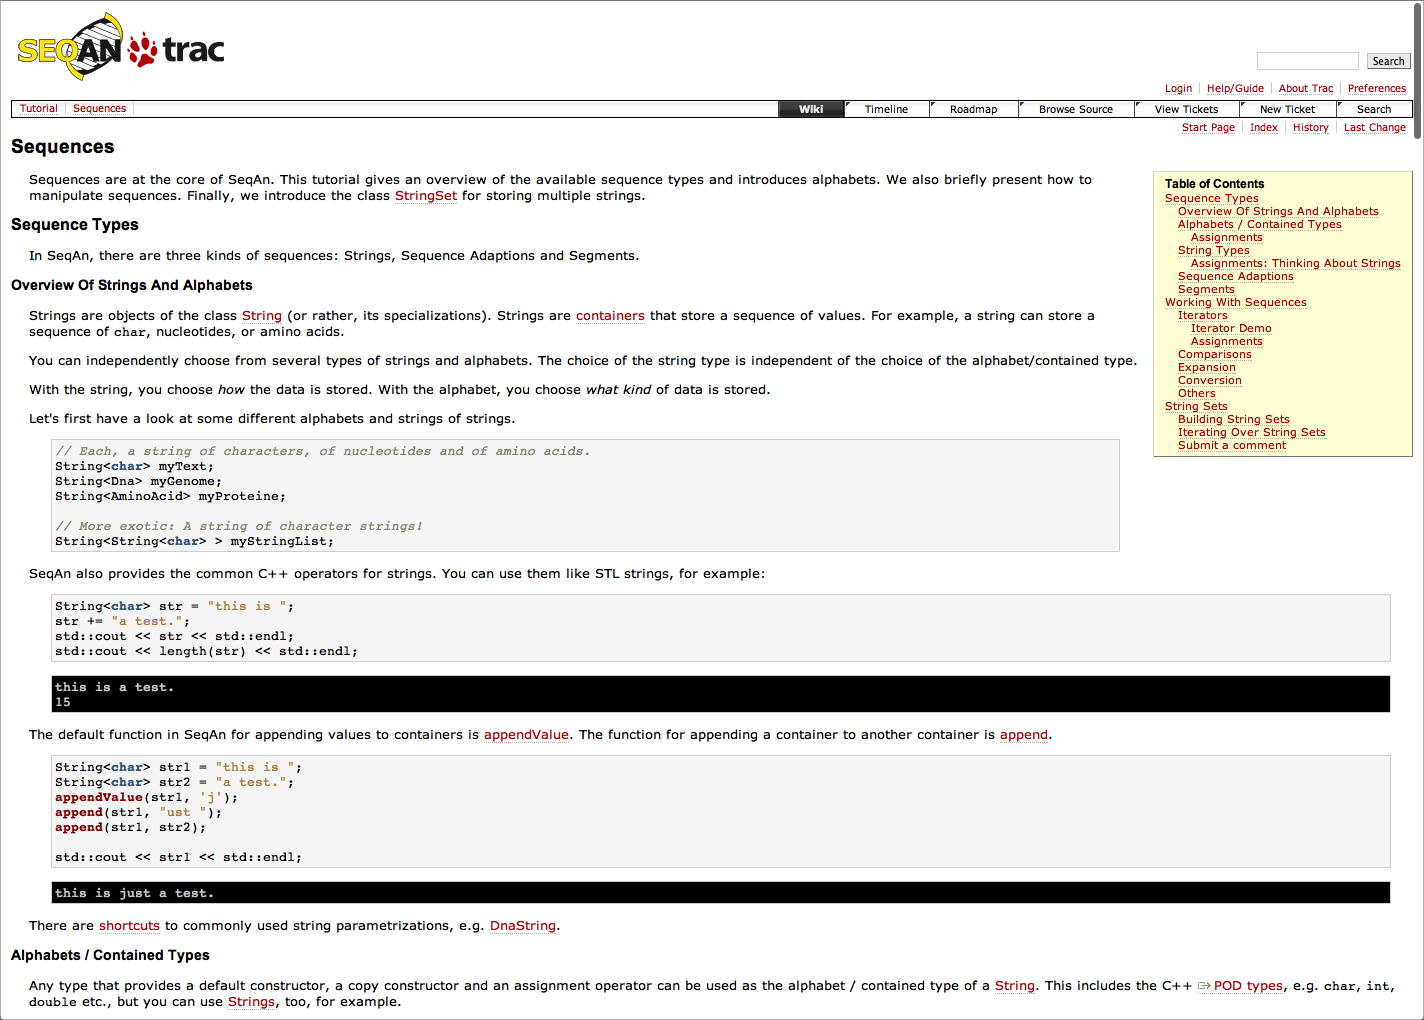 SEQAN trac
Search
Login Help/Guide About Trac Preferences
Tutorial Sequences Wiki Timeline Roadmap Browse Source View Tickets New Ticket Search
Start Page Index History Last Change
Sequences
Sequences are at the core of SeqAn. This tutorial gives an overview of the available sequence types and introduces alphabets. We also briefly present how to
manipulate sequences. Finally, we introduce the class StringSet for storing multiple strings.
Sequence Types
In SeqAn, there are three kinds of sequences: Strings, Sequence Adaptions and Segments.
Overview Of Strings And Alphabets
Strings are objects of the class String (or rather, its specializations). Strings are containers that store a sequence of values. For example, a string can store a
sequence of char, nucleotides, or amino acids.
You can independently choose from several types of strings and alphabets. The choice of the string type is independent of the choice of the alphabet/contained type.
With the string, you choose how the data is stored. With the alphabet, you choose what kind of data is stored.
Let's first have a look at some different alphabets and strings of strings.
// Each, a string of characters, of nucleotides and of amino acids.
String<char> myText;
String<Dna> myGenome;
String<AminoAcid> myProteine;
// More exotic: A string of character strings!
String<String<char> > myStringList;
Table of Contents
Sequence Types
Overview Of Strings And Alphabets
Alphabets / Contained Types
Assignments
String Types
Assignments: Thinking About Strings
Sequence Adaptions
Segments
Working With Sequences
Iterators
Iterator Demo
Assignments
Comparisons
Expansion
Conversion
Others
String Sets
Building String Sets
Iterating Over String Sets
Submit a comment
SeqAn also provides the common C++ operators for strings. You can use them like STL strings, for example:
String<char> str = "this is ";
str += "a test.";
std::cout << str << std::endl;
std::cout << length(str) << std::endl;
this is a test.
15
The default function in SeqAn for appending values to containers is appendValue. The function for appending a container to another container is append.
String<char> str1 = "this is ";
String<char> str2 = "a test.";
appendValue(str1, 'j');
append(str1, "ust ");
append(str1, str2);
std::cout << str1 << std::endl;
this is just a test.
There are shortcuts to commonly used string parametrizations, e.g. DnaString.
Alphabets / Contained Types
Any type that provides a default constructor, a copy constructor and an assignment operator can be used as the alphabet / contained type of a String. This includes the C++ POD types, e.g. char, int,
double etc., but you can use Strings, too, for example.